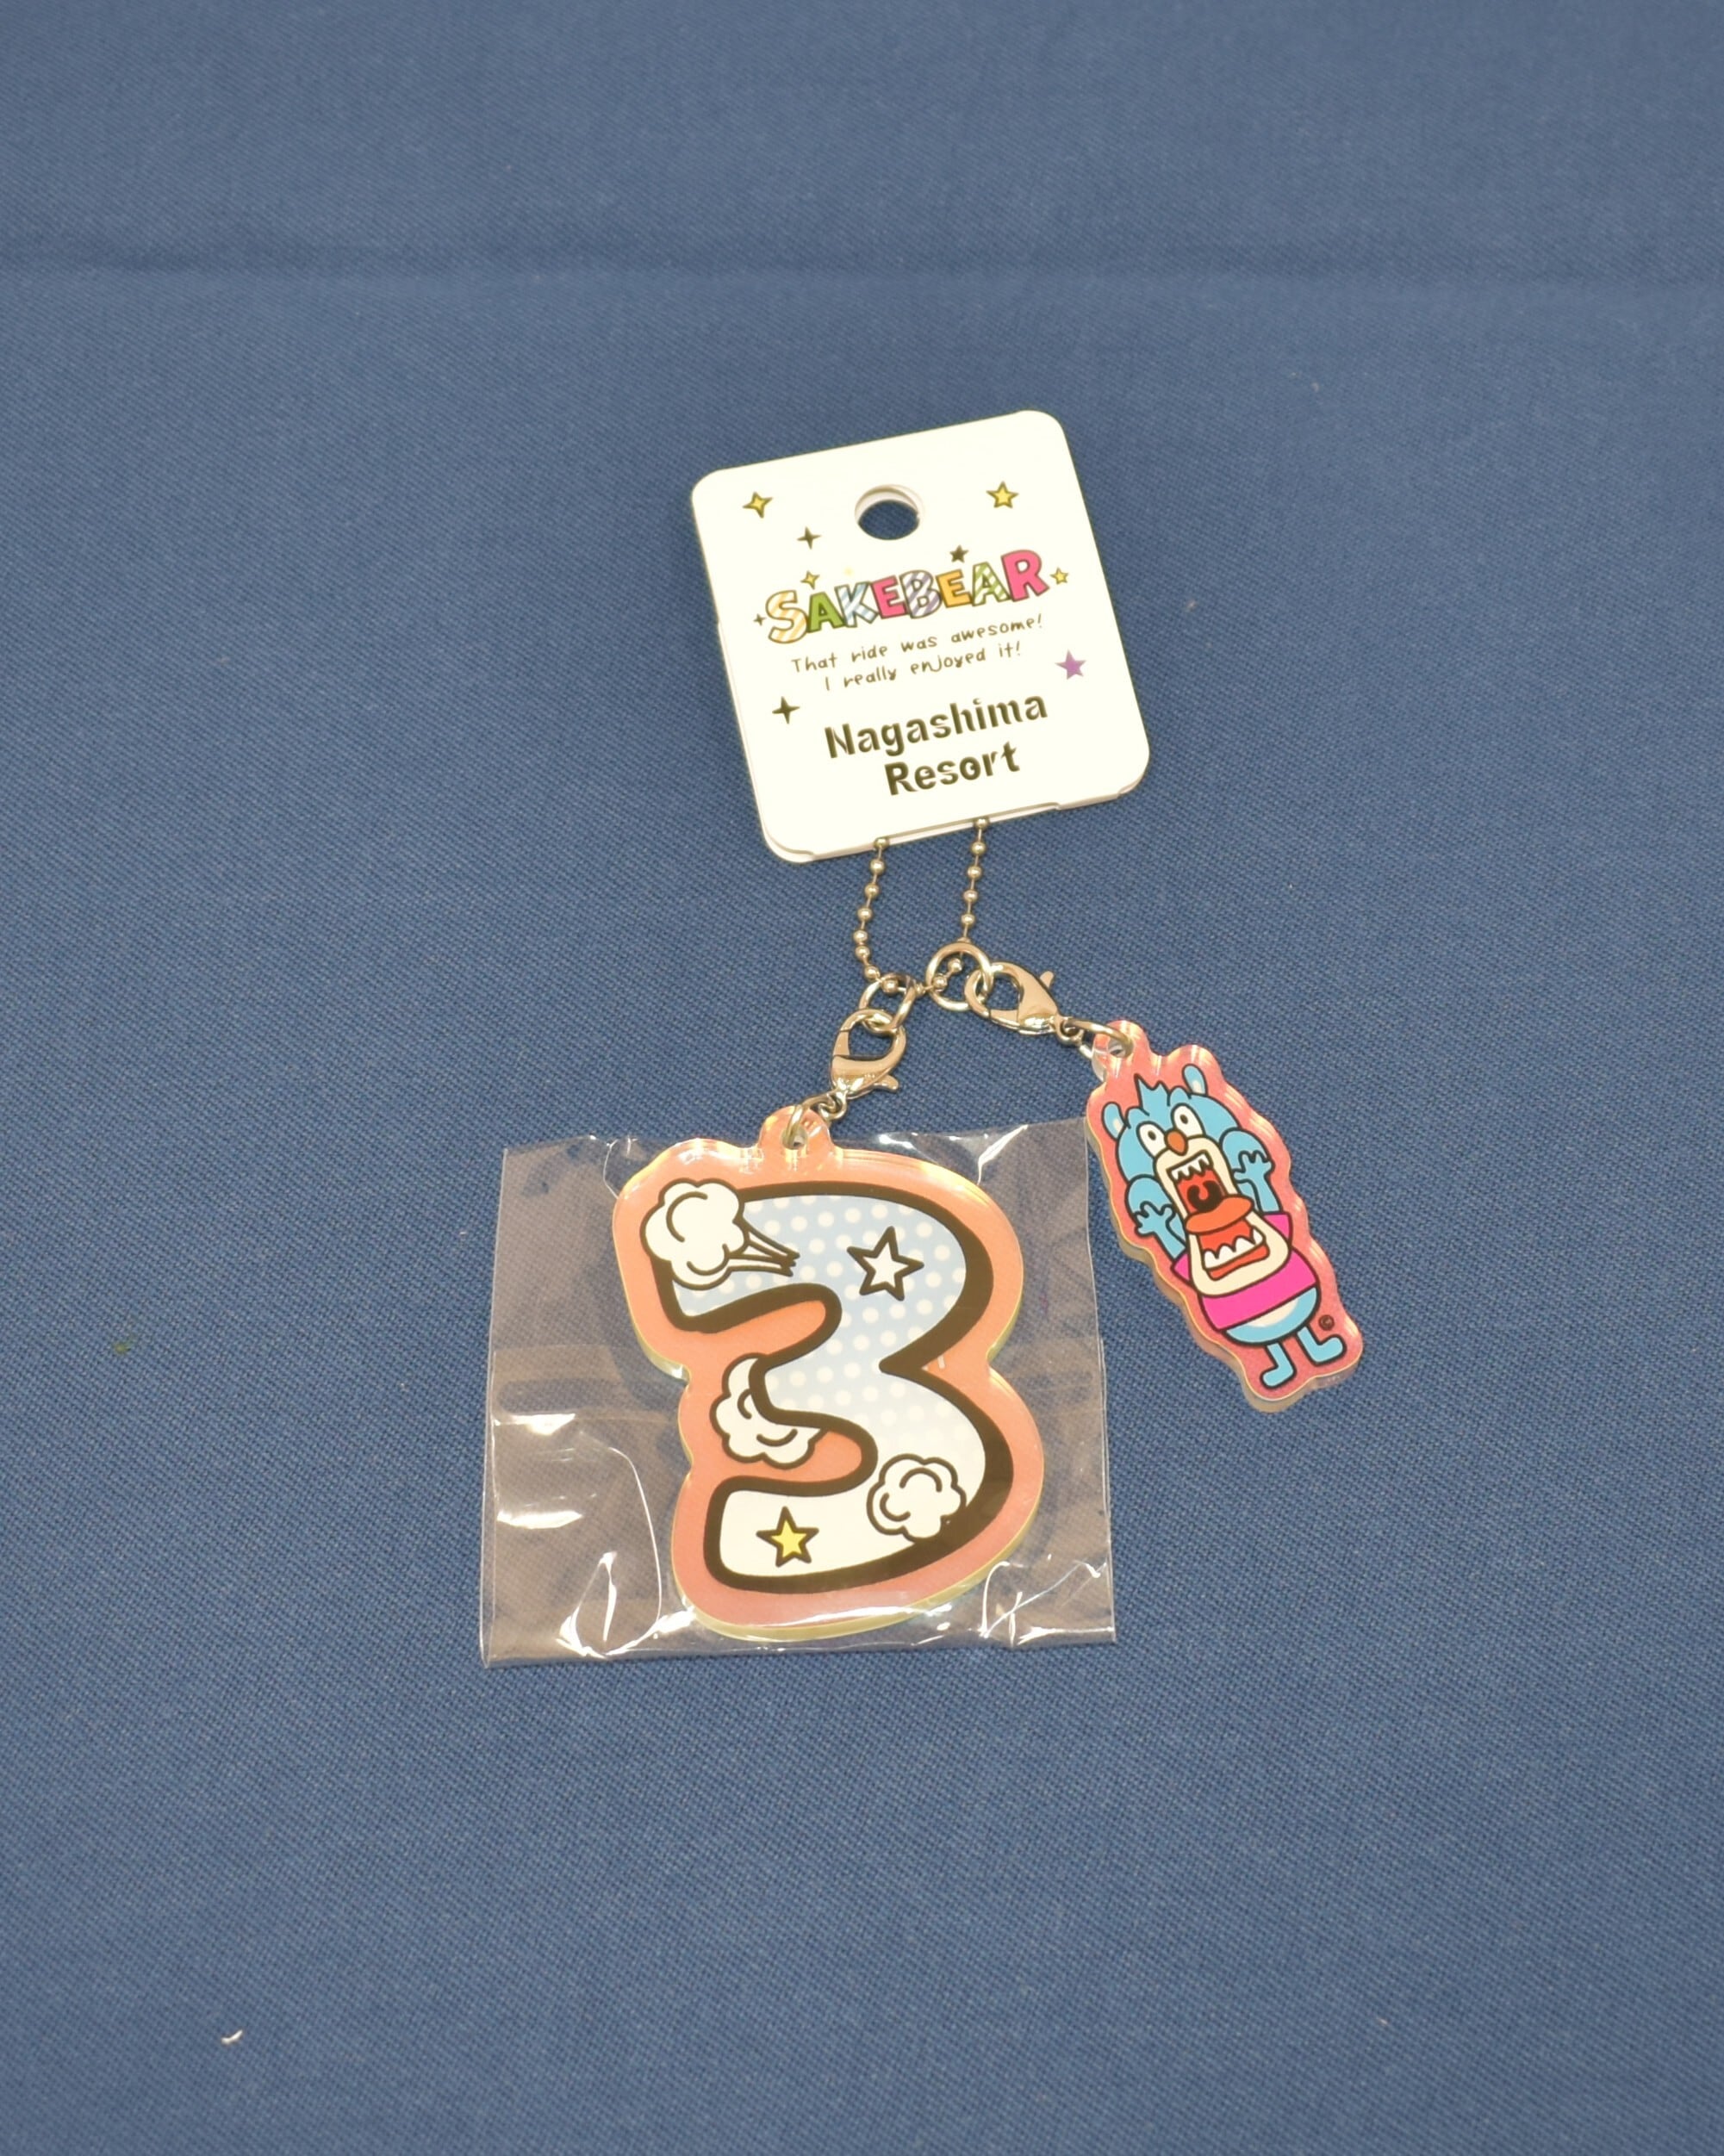 SAKEBEAR
That ride was awesome!
I really enjoyed it!
Nagashima
Resort
3
©